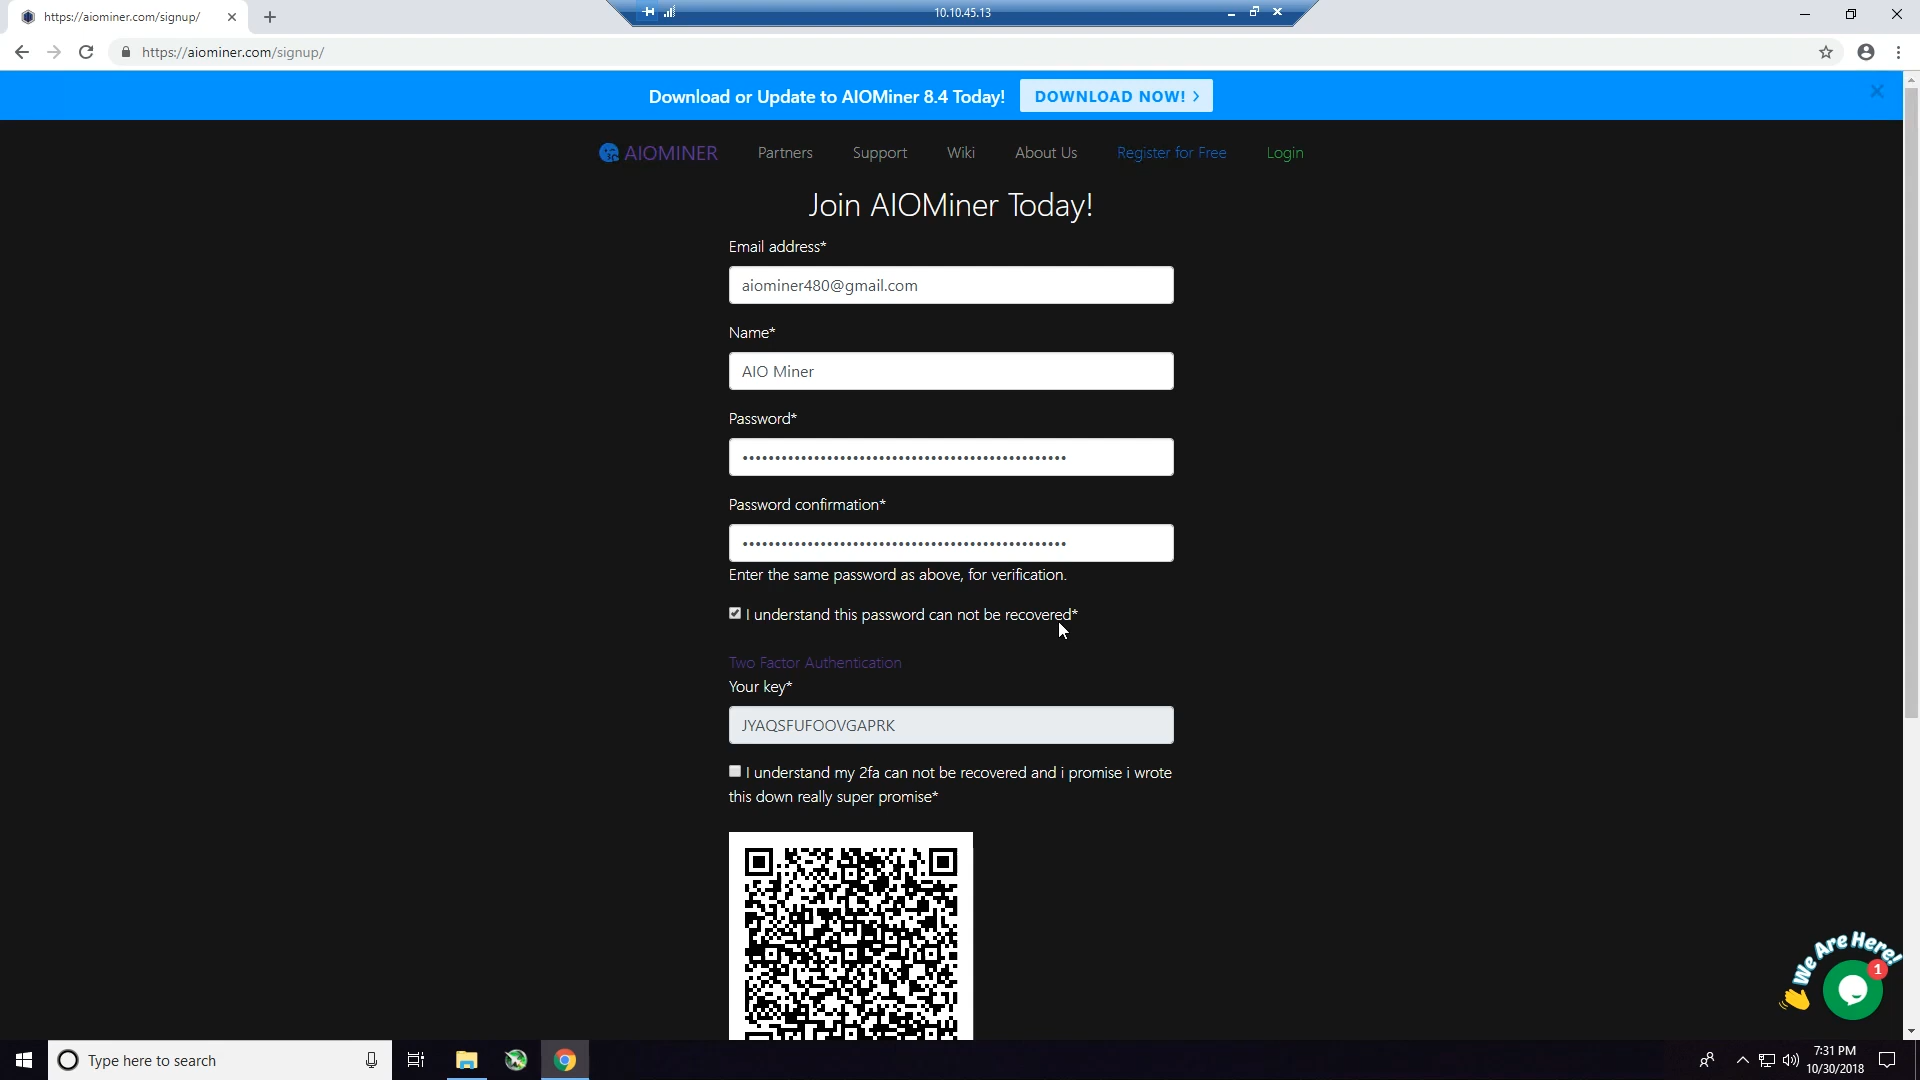 https://aiominer.com/signup/
10.10.45.13
https://aiominer.com/signup/
Download or Update to AIOMiner 8.4 Today!
DOWNLOAD NOW! >
AIOMINER
Partners
Support
Wiki
About Us
Register for Free
Login
Join AIOMiner Today!
Email address*
aiominer480@gmail.com
Name*
AIO Miner
Password*
••••••••••••••••••••••••••••••••••••••••••••••••••
Password confirmation*
••••••••••••••••••••••••••••••••••••••••••••••••••
Enter the same password as above, for verification.
I understand this password can not be recovered*
Two Factor Authentication
Your key*
JYAQSFUFOOVGAPRK
I understand my 2fa can not be recovered and i promise i wrote
this down really super promise*
We Are Here!
1
Type here to search
7:31 PM
10/30/2018